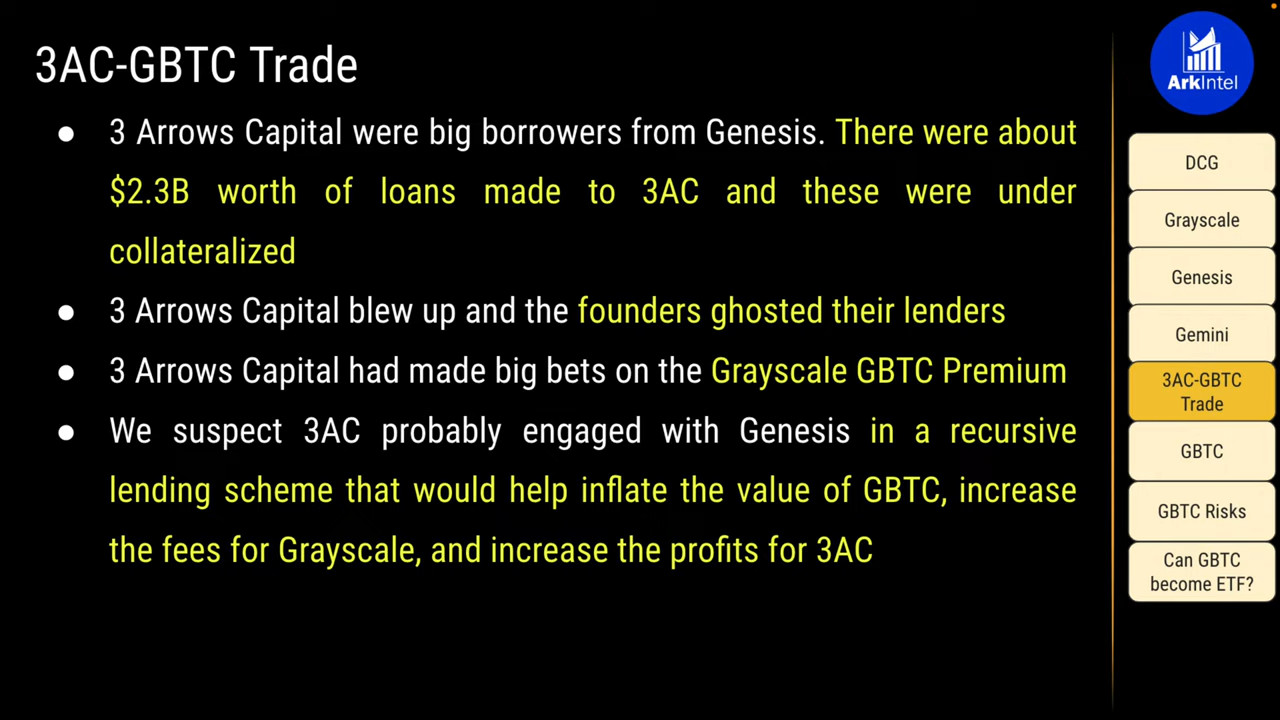 3AC-GBTC Trade
● 3 Arrows Capital were big borrowers from Genesis. There were about
$2.3B worth of loans made to 3AC and these were under
collateralized
● 3 Arrows Capital blew up and the founders ghosted their lenders
● 3 Arrows Capital had made big bets on the Grayscale GBTC Premium
● We suspect 3AC probably engaged with Genesis in a recursive
lending scheme that would help inflate the value of GBTC, increase
the fees for Grayscale, and increase the profits for 3AC
ArkIntel
DCG
Grayscale
Genesis
Gemini
3AC-GBTC
Trade
GBTC
GBTC Risks
Can GBTC
become ETF?